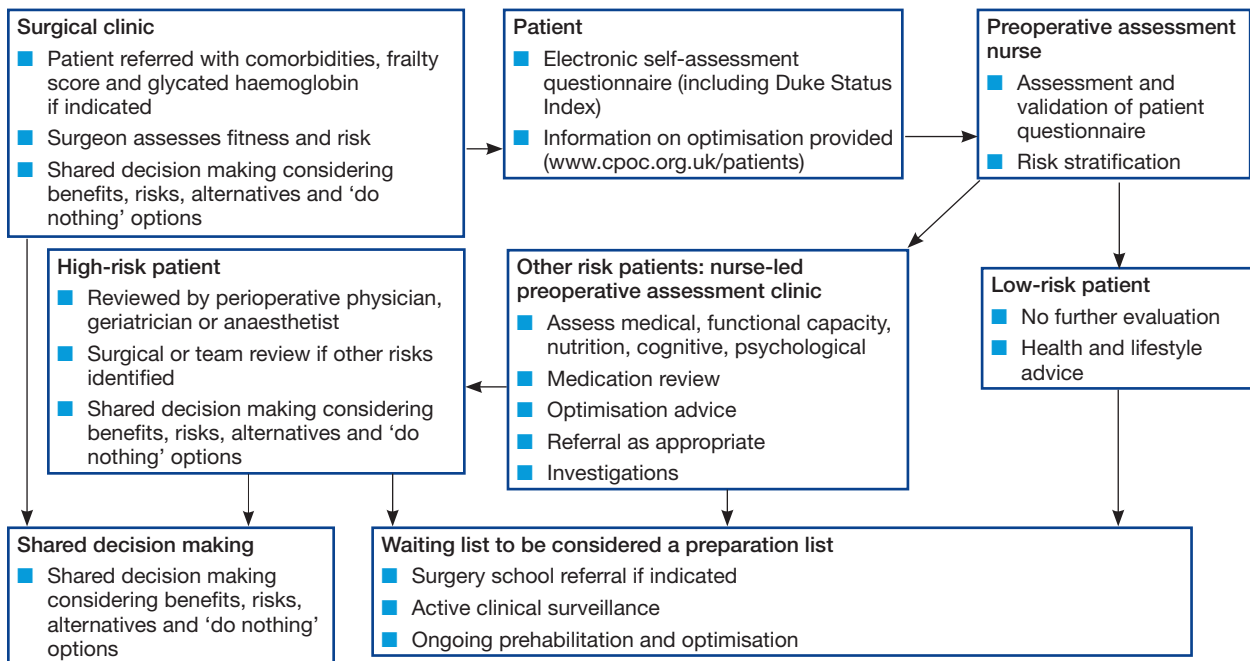 Surgical clinic
Patient referred with comorbidities, frailty
score and glycated haemoglobin
if indicated
Surgeon assesses fitness and risk
Shared decision making considering
benefits, risks, alternatives and ‘do
nothing’ options
Patient
Electronic self-assessment
questionnaire (including Duke Status
Index)
Information on optimisation provided
(www.cpoc.org.uk/patients)
Preoperative assessment
nurse
Assessment and
validation of patient
questionnaire
Risk stratification
High-risk patient
Reviewed by perioperative physician,
geriatrician or anaesthetist
Surgical or team review if other risks
identified
Shared decision making considering
benefits, risks, alternatives and ‘do
nothing’ options
Other risk patients: nurse-led
preoperative assessment clinic
Assess medical, functional capacity,
nutrition, cognitive, psychological
Medication review
Optimisation advice
Referral as appropriate
Investigations
Low-risk patient
No further evaluation
Health and lifestyle
advice
Shared decision making
Shared decision making
considering benefits, risks,
alternatives and ‘do nothing’
options
Waiting list to be considered a preparation list
Surgery school referral if indicated
Active clinical surveillance
Ongoing prehabilitation and optimisation